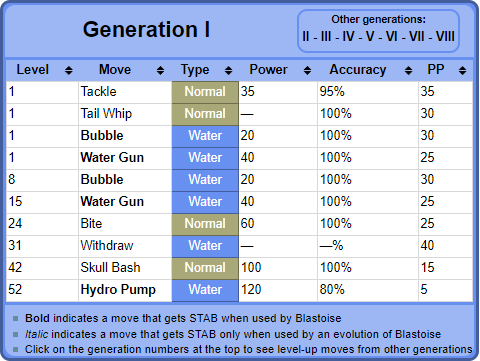 Generation I
Other generations:
II - III - IV - V - VI - VII - VIII
Level Move Type Power Accuracy PP
1 Tackle Normal 35 95% 35
1 Tail Whip Normal — 100% 30
1 Bubble Water 20 100% 30
1 Water Gun Water 40 100% 25
8 Bubble Water 20 100% 30
15 Water Gun Water 40 100% 25
24 Bite Normal 60 100% 25
31 Withdraw Water — —% 40
42 Skull Bash Normal 100 100% 15
52 Hydro Pump Water 120 80% 5
Bold indicates a move that gets STAB when used by Blastoise
Italic indicates a move that gets STAB only when used by an evolution of Blastoise
Click on the generation numbers at the top to see level-up moves from other generations